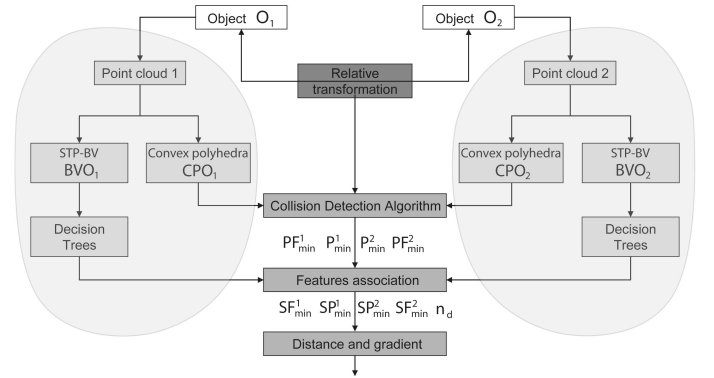 Object O₁
Object O₂
Point cloud 1
Relative
transformation
Point cloud 2
STP-BV
BVO₁
Convex polyhedra
CPO₁
Convex polyhedra
CPO₂
STP-BV
BVO₂
Collision Detection Algorithm
Decision
Trees
Decision
Trees
PF¹min P¹min P²min PF²min
Features association
SF¹min SP¹min SP²min SF²min n_d
Distance and gradient